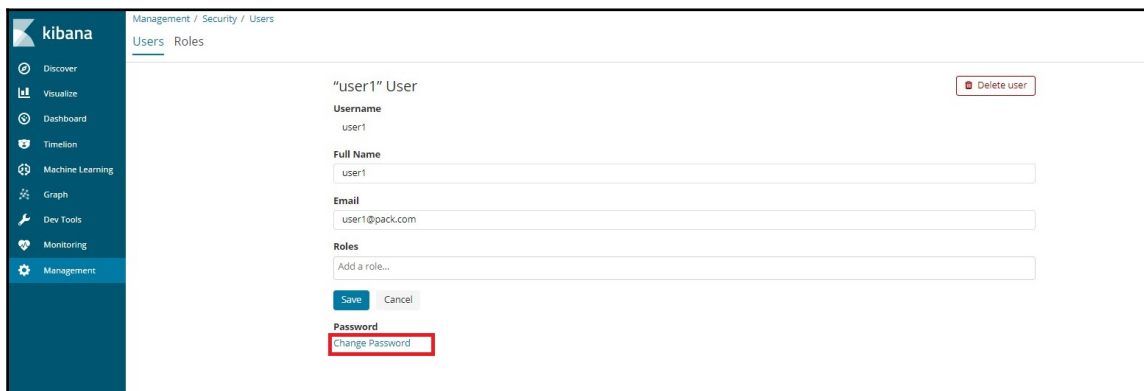 kibana
Discover
Visualize
Dashboard
Timelion
Machine Learning
Graph
Dev Tools
Monitoring
Management
Management / Security / Users
Users Roles
“user1” User
Delete user
Username
user1
Full Name
user1
Email
user1@pack.com
Roles
Add a role...
Save Cancel
Password
Change Password